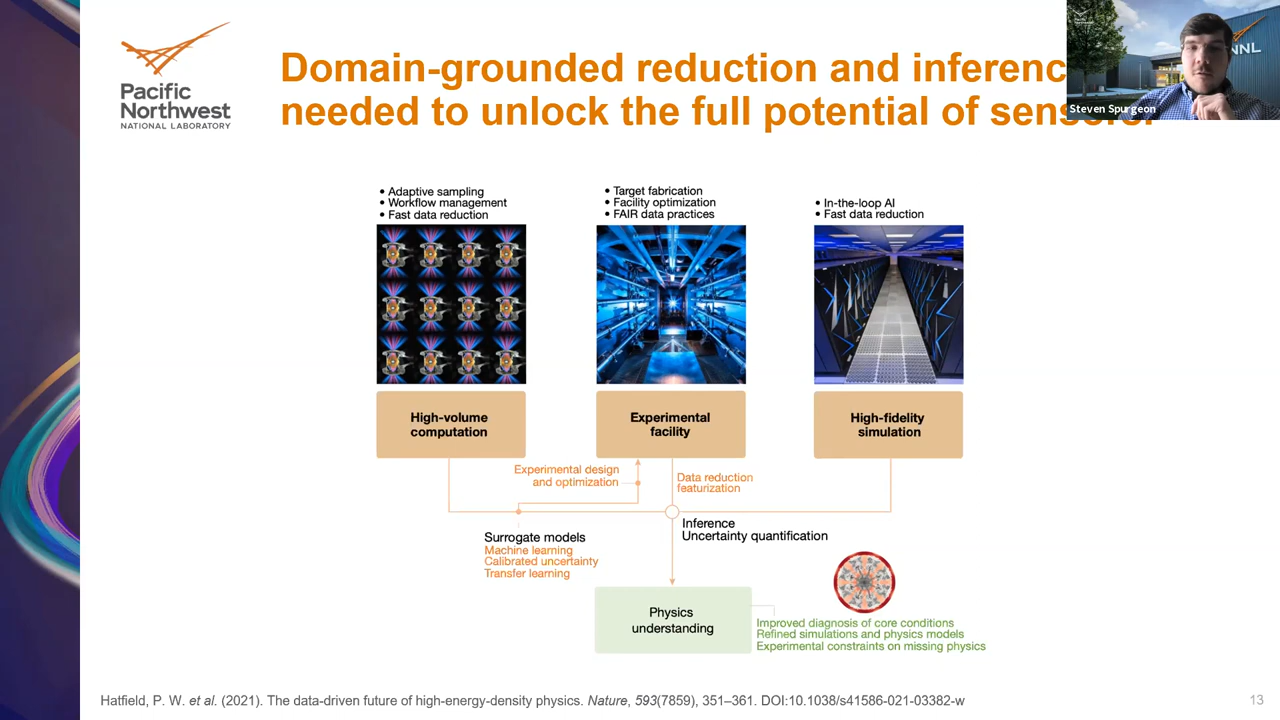 Pacific
Northwest
NATIONAL LABORATORY
Domain-grounded reduction and inferenc
needed to unlock the full potential of
NNL
Steven Spurgeon
• Adaptive sampling
• Workflow management
• Fast data reduction
• Target fabrication
• Facility optimization
• FAIR data practices
• In-the-loop AI
• Fast data reduction
High-volume
computation
Experimental
facility
High-fidelity
simulation
Experimental design
and optimization
Data reduction
featurization
Surrogate models
Machine learning
Calibrated uncertainty
Transfer learning
Inference
Uncertainty quantification
Physics
understanding
Improved diagnosis of core conditions
Refined simulations and physics models
Experimental constraints on missing physics
Hatfield, P. W. et al. (2021). The data-driven future of high-energy-density physics. Nature, 593(7859), 351–361. DOI:10.1038/s41586-021-03382-w
13